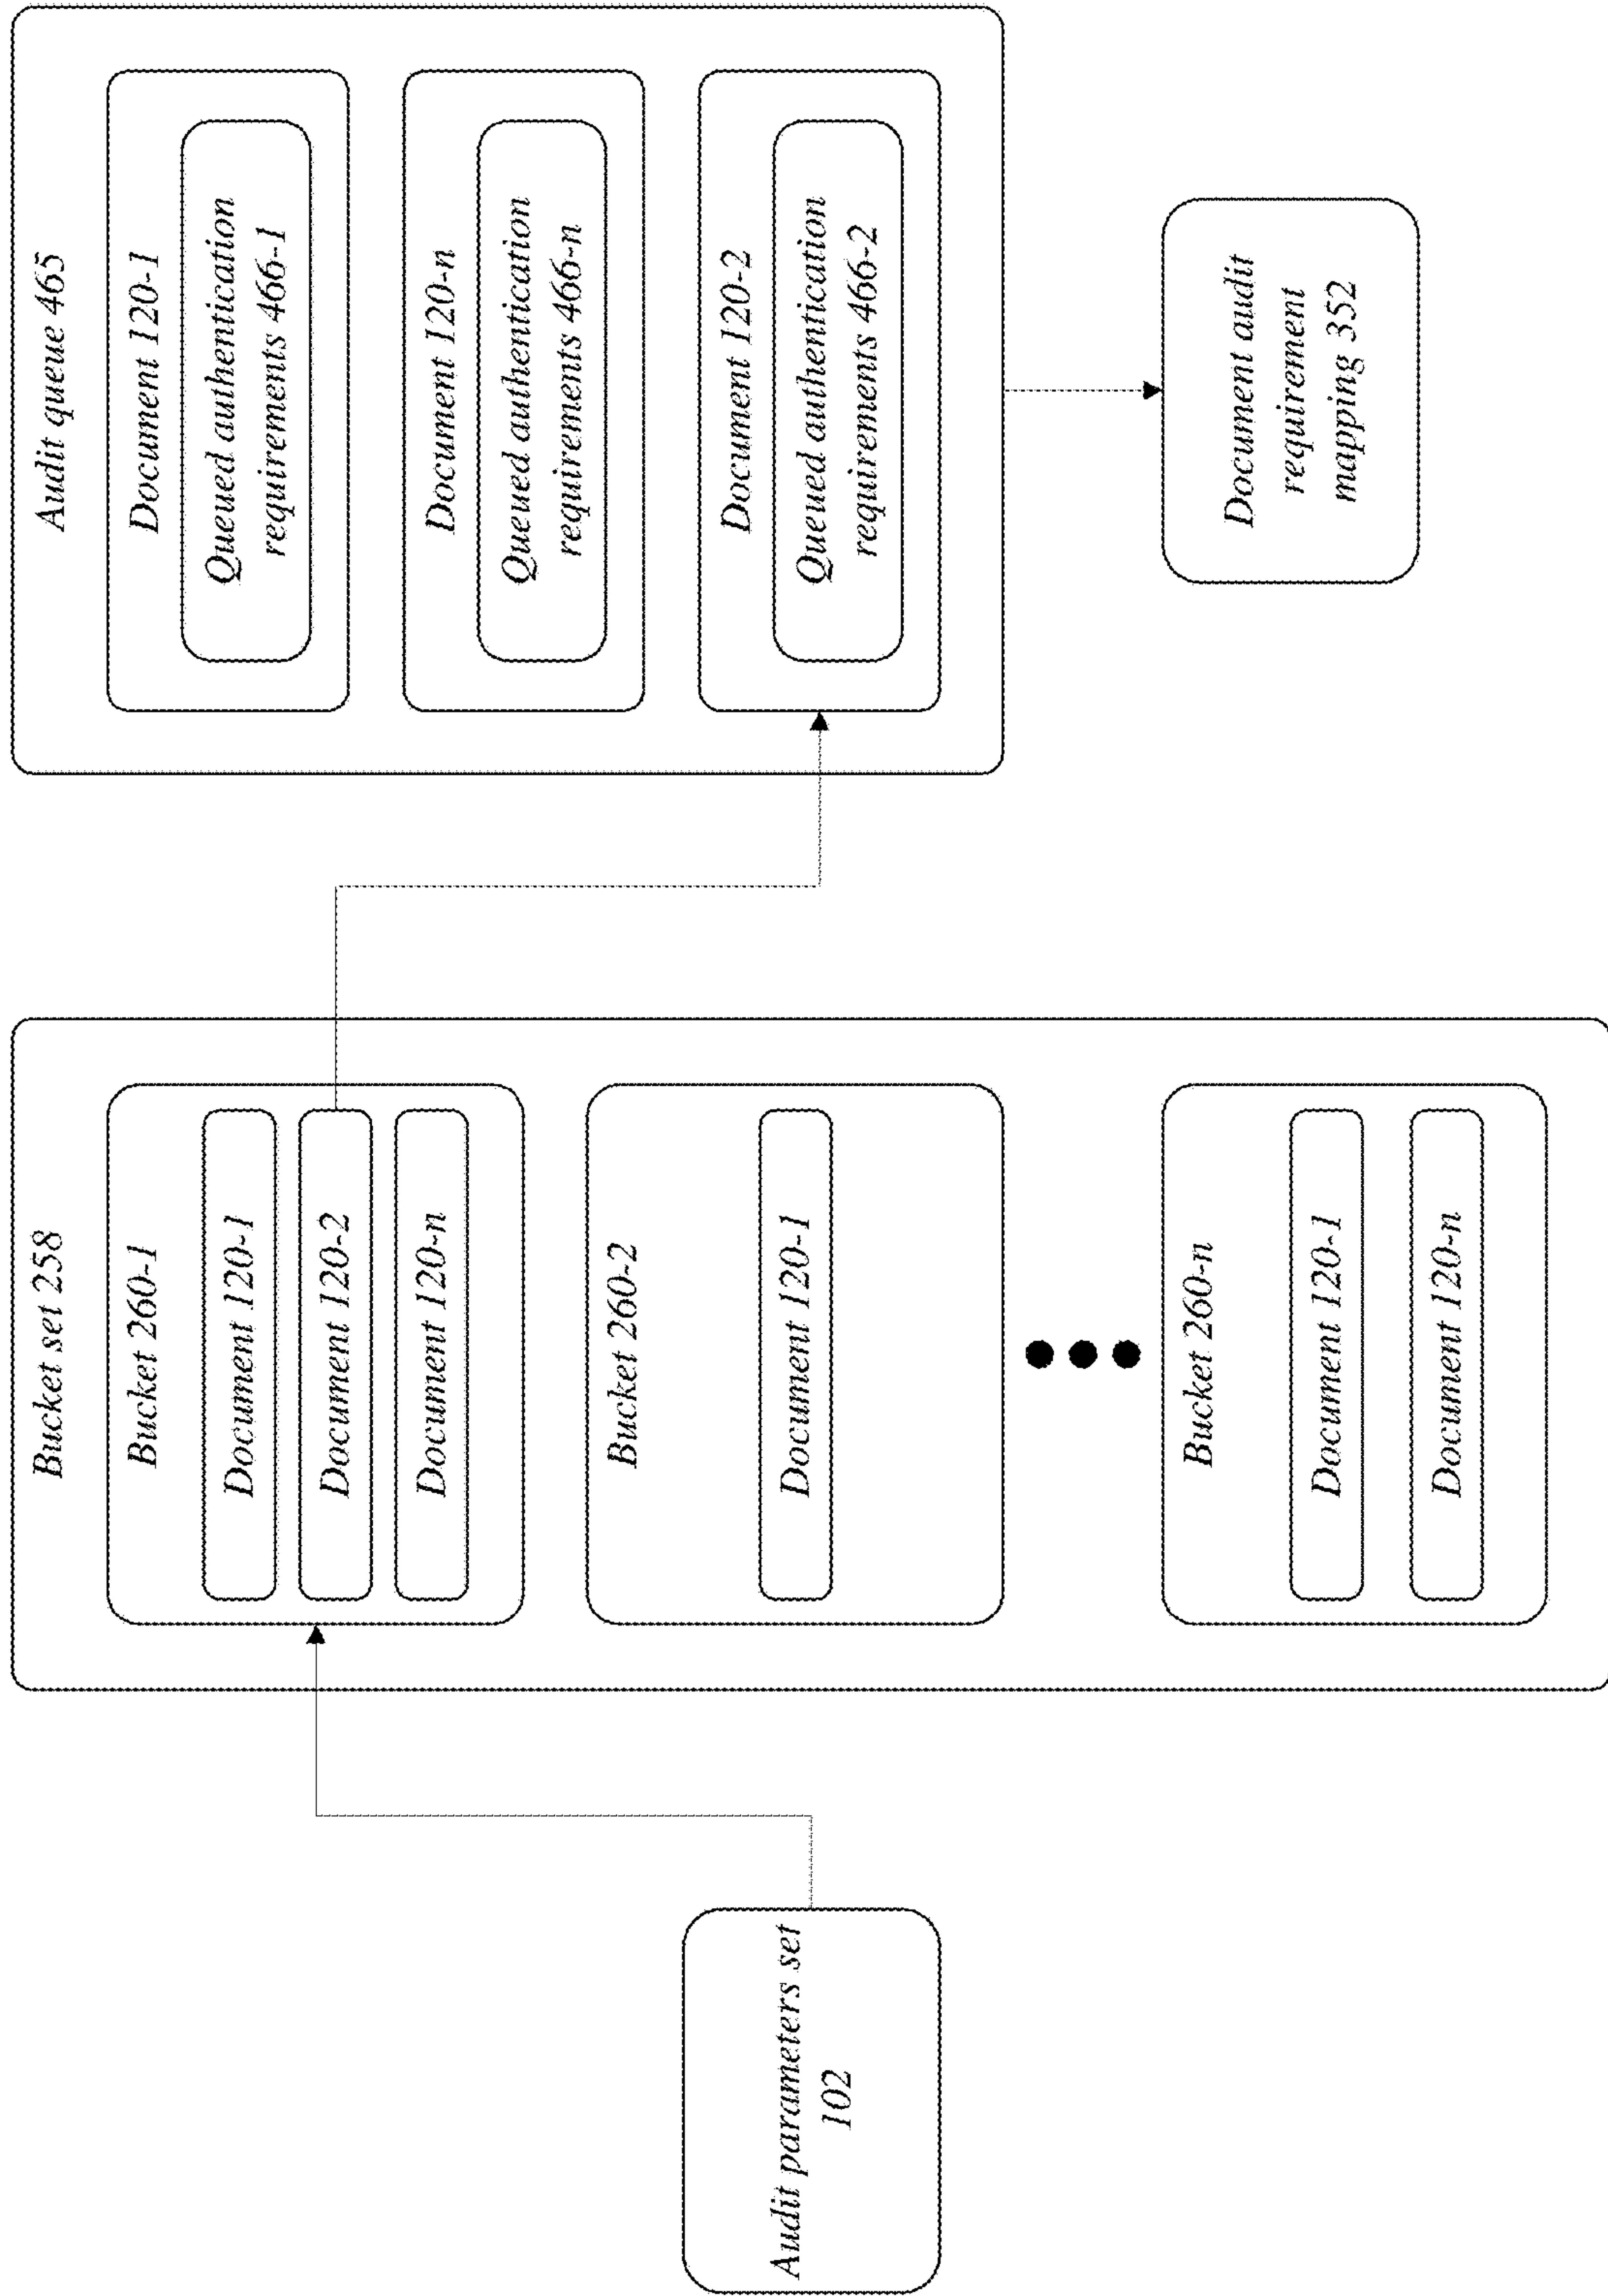 Audit parameters set
102
Bucket set 258
Bucket 260-1
Document 120-1
Document 120-2
Document 120-n
Bucket 260-2
Document 120-1
Bucket 260-n
Document 120-1
Document 120-n
Audit queue 465
Document 120-1
Queued authentication
requirements 466-1
Document 120-n
Queued authentication
requirements 466-n
Document 120-2
Queued authentication
requirements 466-2
Document audit
requirement
mapping 352